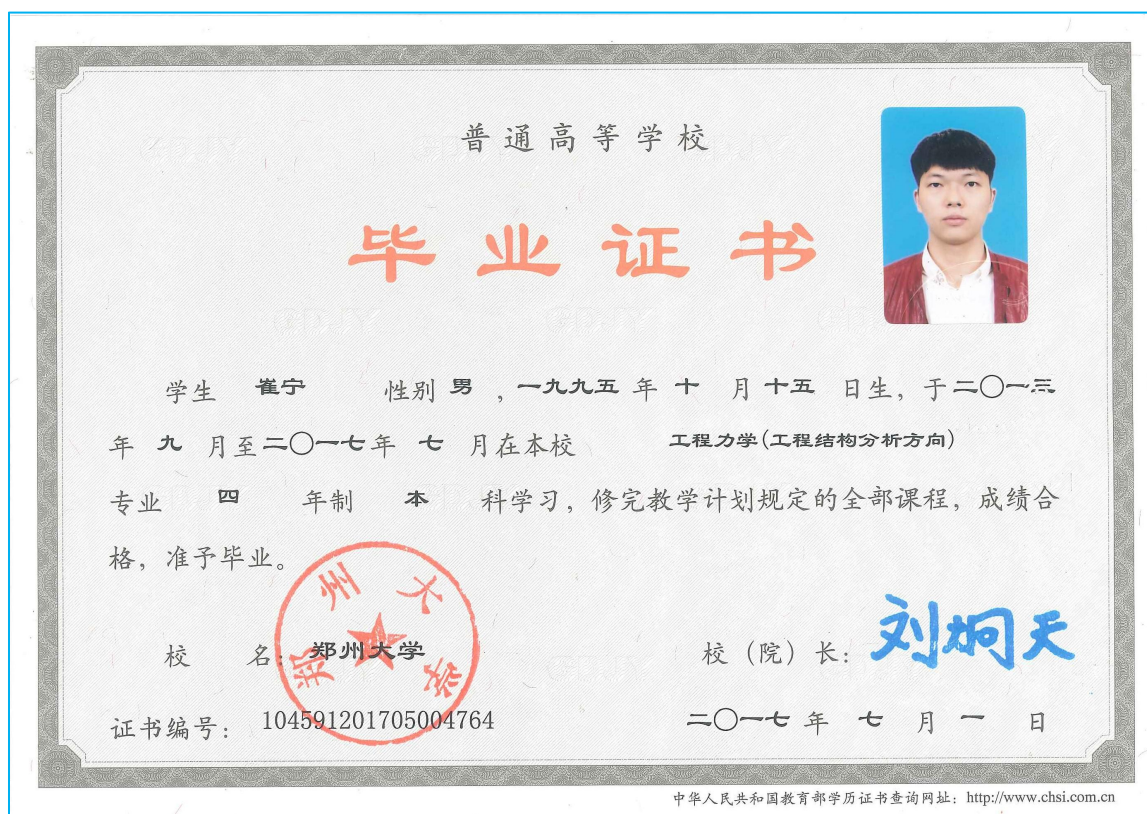 普通高等学校
毕业证书
学生 崔宁 性别 男 ，一九九五 年 十 月 十五 日生，于二〇一三
年 九 月至二〇一七年 七 月在本校 工程力学(工程结构分析方向)
专业 四 年制 本 科学习，修完教学计划规定的全部课程，成绩合
格，准予毕业。
郑州大学
校 名：郑州大学 校（院）长：刘炯天
证书编号：104591201705004764 二〇一七 年 七 月 一 日
中华人民共和国教育部学历证书查询网址：http://www.chsi.com.cn